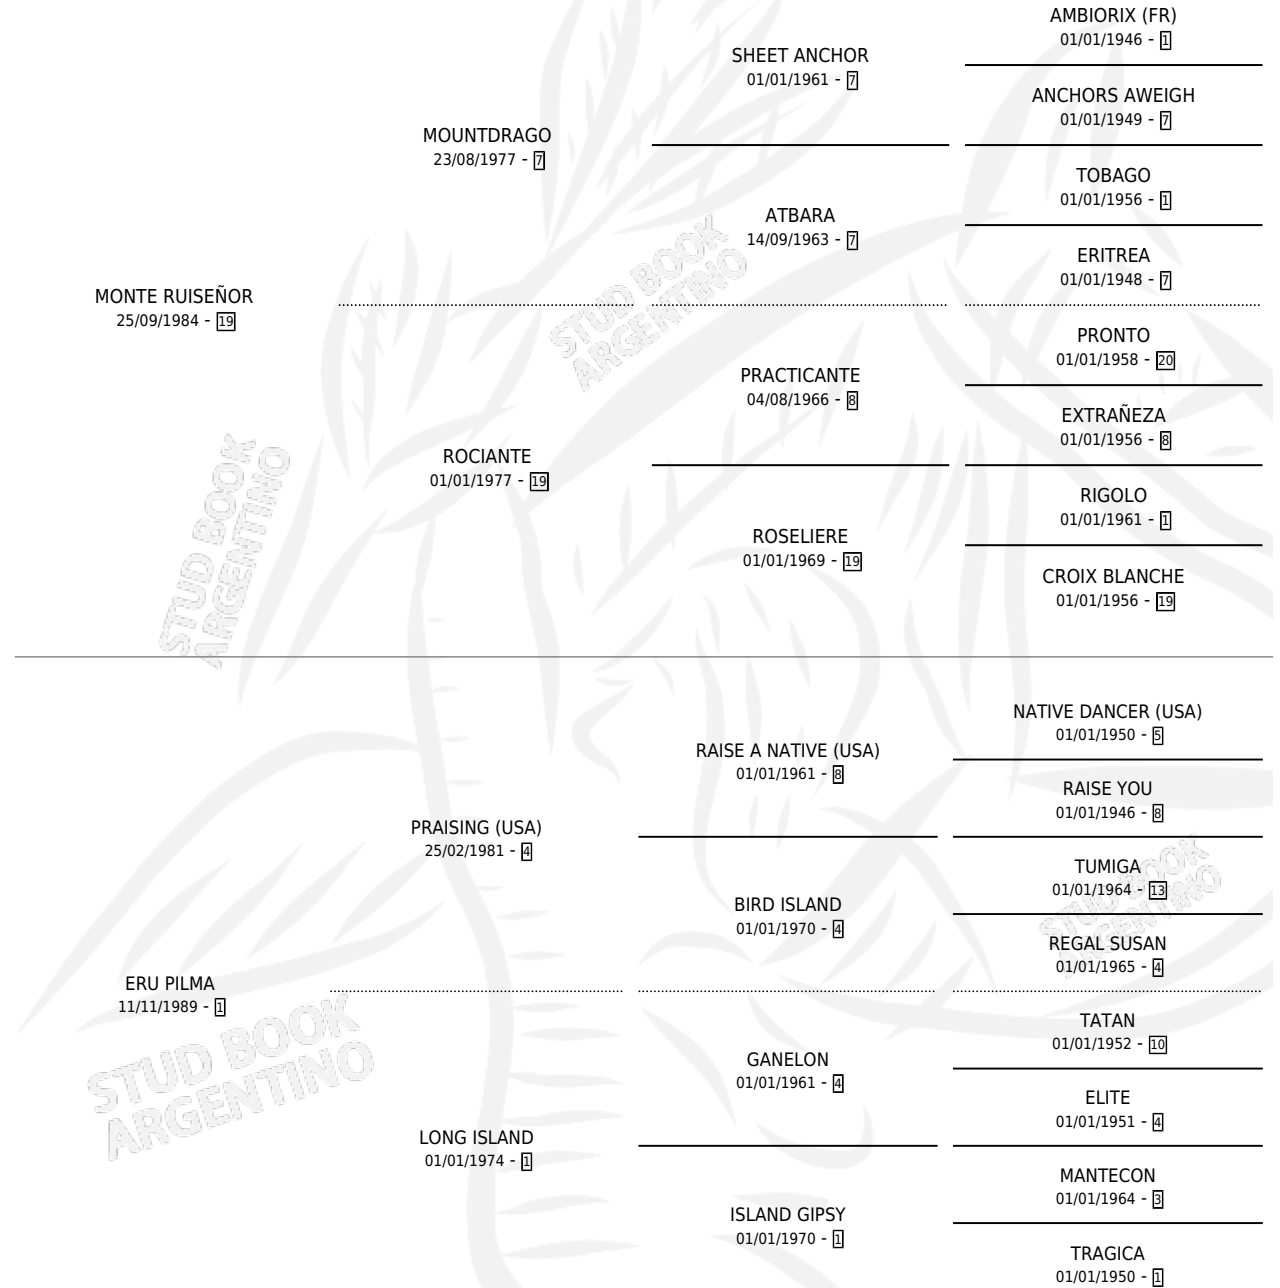 AMBIORIX (FR)
01/01/1946 - 1
SHEET ANCHOR
01/01/1961 - 7
ANCHORS AWEIGH
01/01/1949 - 7
MOUNTDRAGO
23/08/1977 - 7
TOBAGO
01/01/1956 - 1
ATBARA
14/09/1963 - 7
ERITREA
01/01/1948 - 7
MONTE RUISEÑOR
25/09/1984 - 19
PRONTO
01/01/1958 - 20
PRACTICANTE
04/08/1966 - 8
EXTRAÑEZA
01/01/1956 - 8
ROCIANTE
01/01/1977 - 19
RIGOLO
01/01/1961 - 1
ROSELIERE
01/01/1969 - 19
CROIX BLANCHE
01/01/1956 - 19
NATIVE DANCER (USA)
01/01/1950 - 5
RAISE A NATIVE (USA)
01/01/1961 - 8
RAISE YOU
01/01/1946 - 8
PRAISING (USA)
25/02/1981 - 4
TUMIGA
01/01/1964 - 13
BIRD ISLAND
01/01/1970 - 4
REGAL SUSAN
01/01/1965 - 4
ERU PILMA
11/11/1989 - 1
TATAN
01/01/1952 - 10
GANELON
01/01/1961 - 4
ELITE
01/01/1951 - 4
LONG ISLAND
01/01/1974 - 1
MANTECON
01/01/1964 - 3
ISLAND GIPSY
01/01/1970 - 1
TRAGICA
01/01/1950 - 1
STUD BOOK
ARGENTINO
STUD BOOK
ARGENTINO
STUD BOOK
ARGENTINO
STUD BOOK
ARGENTINO